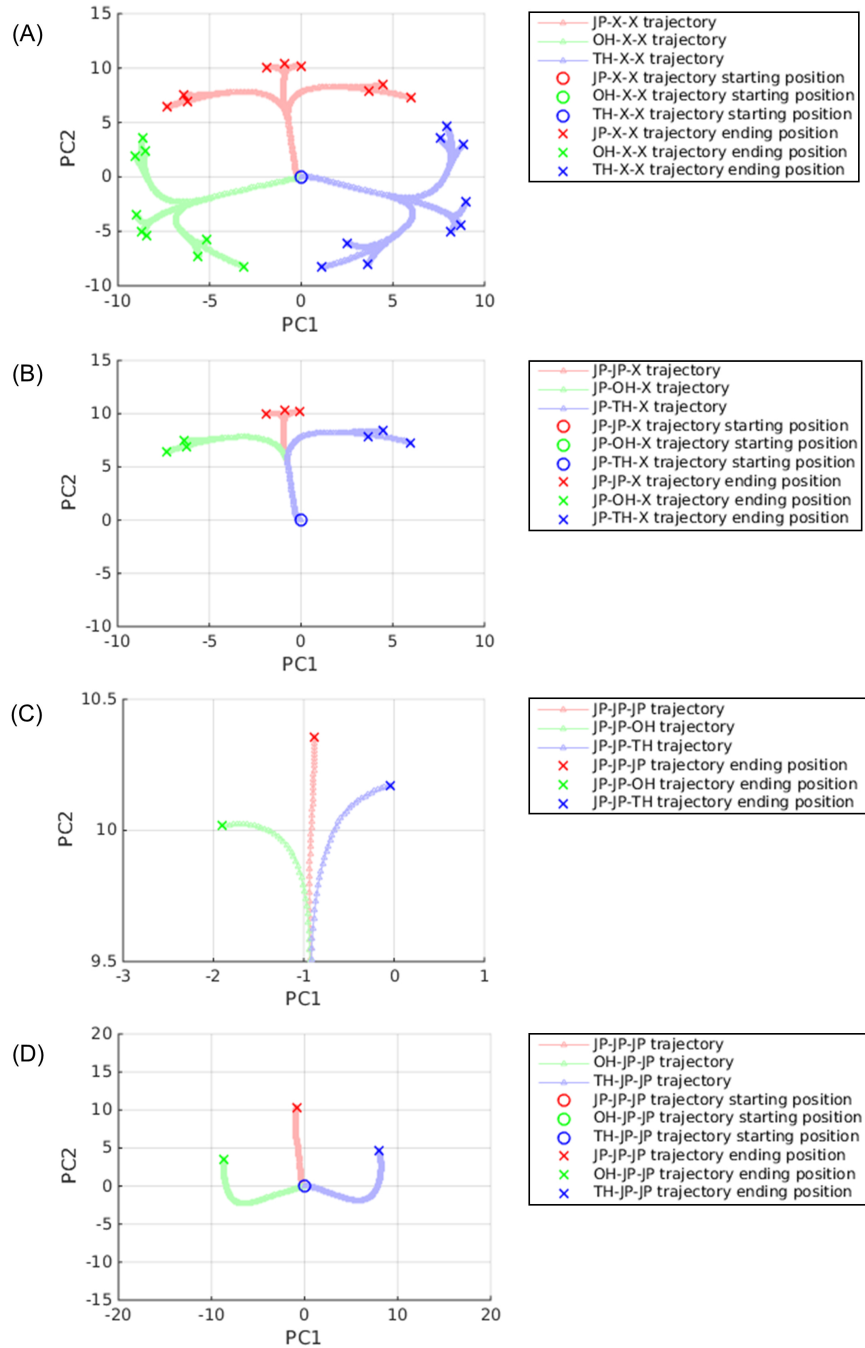 (A)
15
10
5
0
-5
-10
PC2
-10
-5
0
5
10
PC1
JP-X-X trajectory
OH-X-X trajectory
TH-X-X trajectory
JP-X-X trajectory starting position
OH-X-X trajectory starting position
TH-X-X trajectory starting position
JP-X-X trajectory ending position
OH-X-X trajectory ending position
TH-X-X trajectory ending position
(B)
15
10
5
0
-5
-10
PC2
-10
-5
0
5
10
PC1
JP-JP-X trajectory
JP-OH-X trajectory
JP-TH-X trajectory
JP-JP-X trajectory starting position
JP-OH-X trajectory starting position
JP-TH-X trajectory starting position
JP-JP-X trajectory ending position
JP-OH-X trajectory ending position
JP-TH-X trajectory ending position
(C)
10.5
10
9.5
PC2
-3
-2
-1
0
1
PC1
JP-JP-JP trajectory
JP-JP-OH trajectory
JP-JP-TH trajectory
JP-JP-JP trajectory ending position
JP-JP-OH trajectory ending position
JP-JP-TH trajectory ending position
(D)
20
15
10
5
0
-5
-10
-15
PC2
-20
-10
0
10
20
PC1
JP-JP-JP trajectory
OH-JP-JP trajectory
TH-JP-JP trajectory
JP-JP-JP trajectory starting position
OH-JP-JP trajectory starting position
TH-JP-JP trajectory starting position
JP-JP-JP trajectory ending position
OH-JP-JP trajectory ending position
TH-JP-JP trajectory ending position